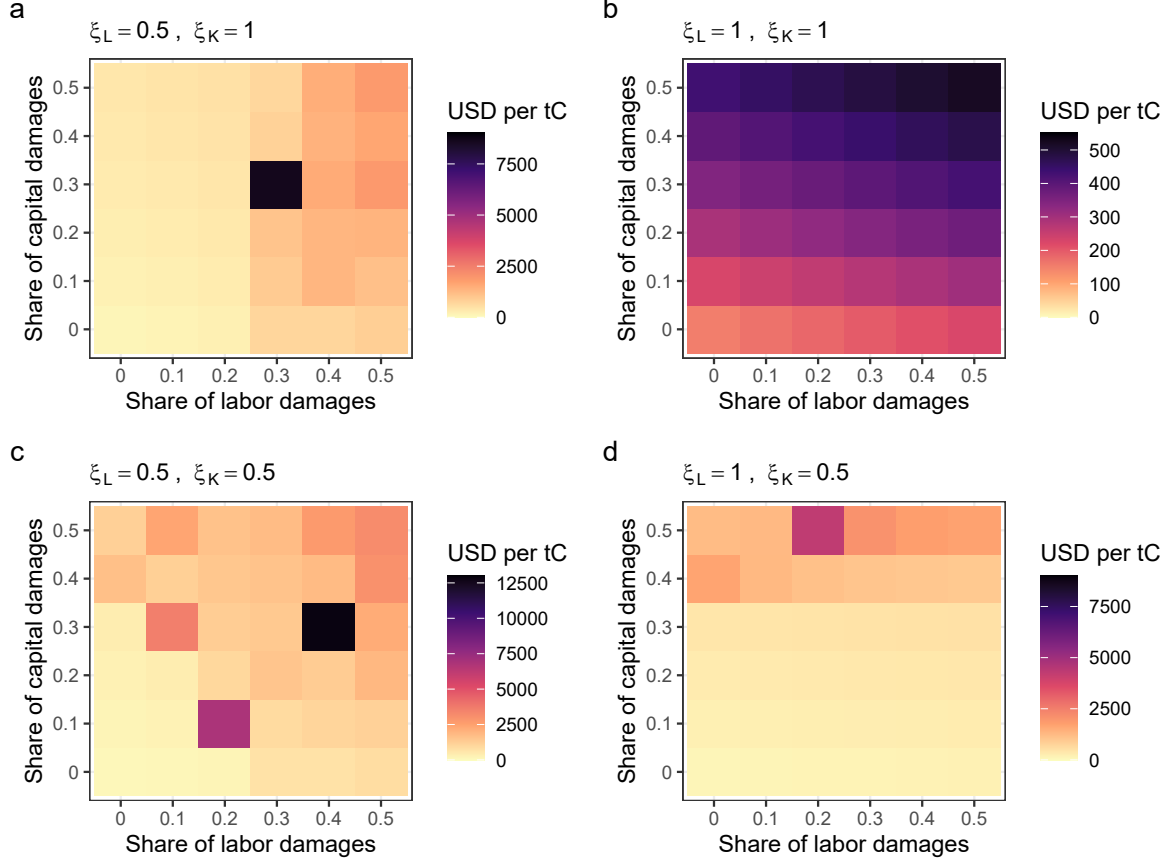 a
ξL = 0.5 , ξK = 1
Share of capital damages
0.5
0.4
0.3
0.2
0.1
0
0 0.1 0.2 0.3 0.4 0.5
Share of labor damages
USD per tC
7500
5000
2500
0
b
ξL = 1 , ξK = 1
Share of capital damages
0.5
0.4
0.3
0.2
0.1
0
0 0.1 0.2 0.3 0.4 0.5
Share of labor damages
USD per tC
500
400
300
200
100
0
c
ξL = 0.5 , ξK = 0.5
Share of capital damages
0.5
0.4
0.3
0.2
0.1
0
0 0.1 0.2 0.3 0.4 0.5
Share of labor damages
USD per tC
12500
10000
7500
5000
2500
0
d
ξL = 1 , ξK = 0.5
Share of capital damages
0.5
0.4
0.3
0.2
0.1
0
0 0.1 0.2 0.3 0.4 0.5
Share of labor damages
USD per tC
7500
5000
2500
0